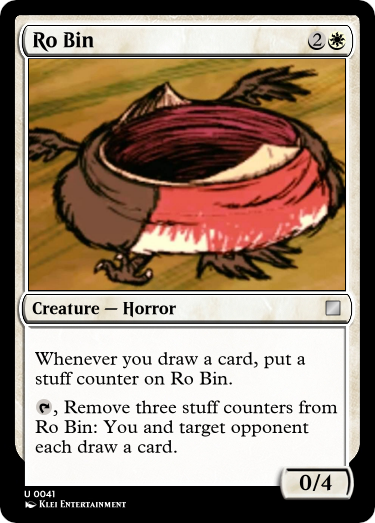 Ro Bin 2
Creature — Horror
Whenever you draw a card, put a
stuff counter on Ro Bin.
, Remove three stuff counters from
Ro Bin: You and target opponent
each draw a card.
0/4
U 0041
Klei Entertainment